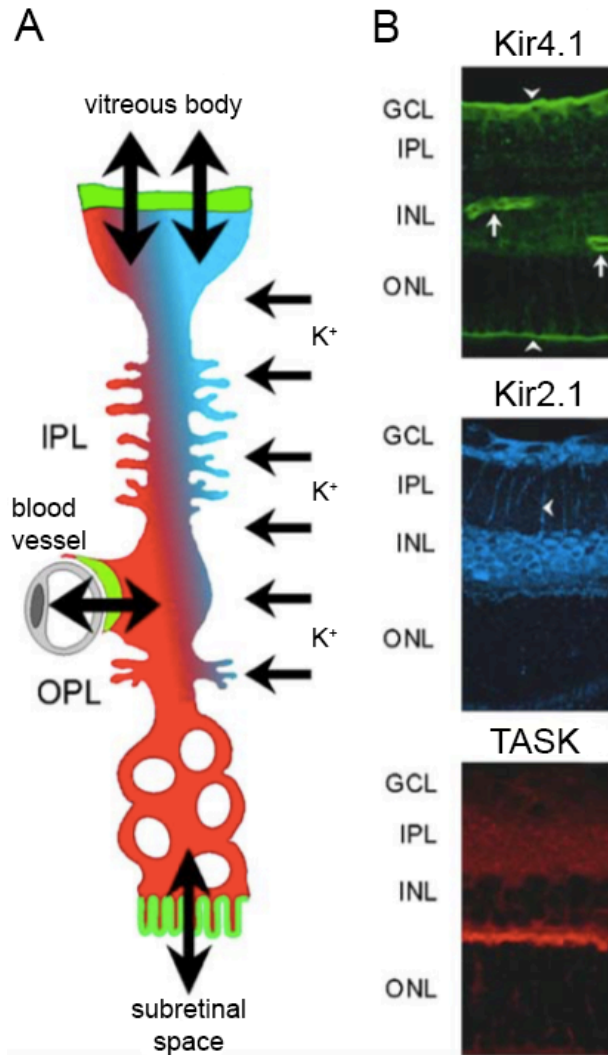 A
vitreous body
K⁺
IPL
K⁺
blood
vessel
K⁺
OPL
subretinal
space
B
Kir4.1
GCL
IPL
INL
ONL
Kir2.1
GCL
IPL
INL
ONL
TASK
GCL
IPL
INL
ONL